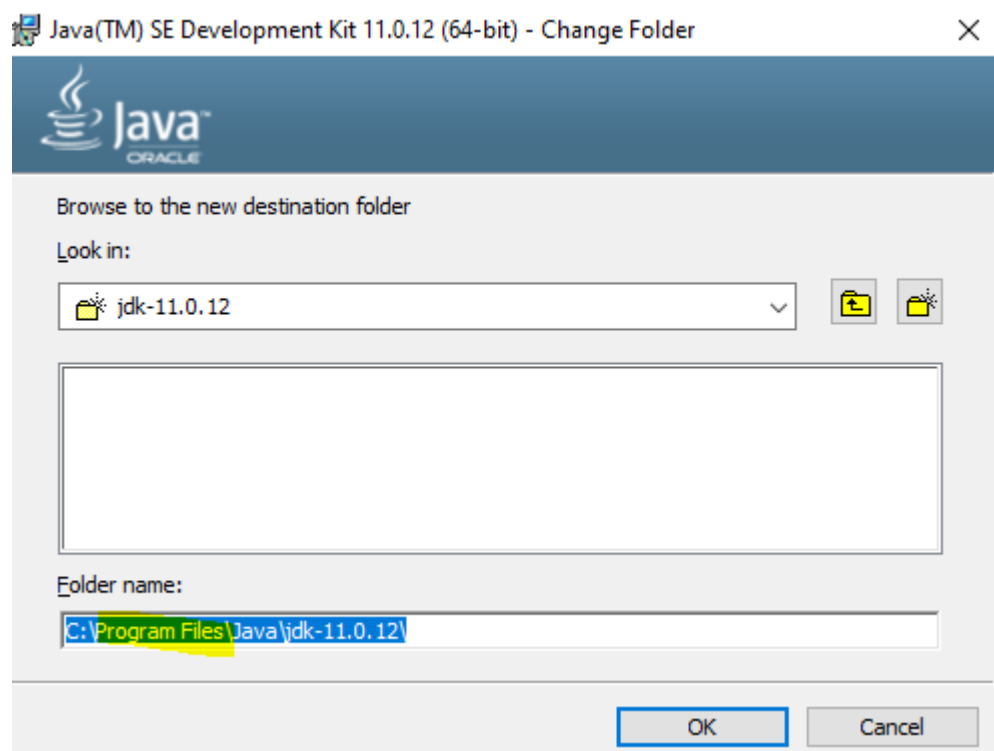 Java(TM) SE Development Kit 11.0.12 (64-bit) - Change Folder
Java™
ORACLE
Browse to the new destination folder
Look in:
jdk-11.0.12
Folder name:
C:\Program Files\Java\jdk-11.0.12\
OK Cancel